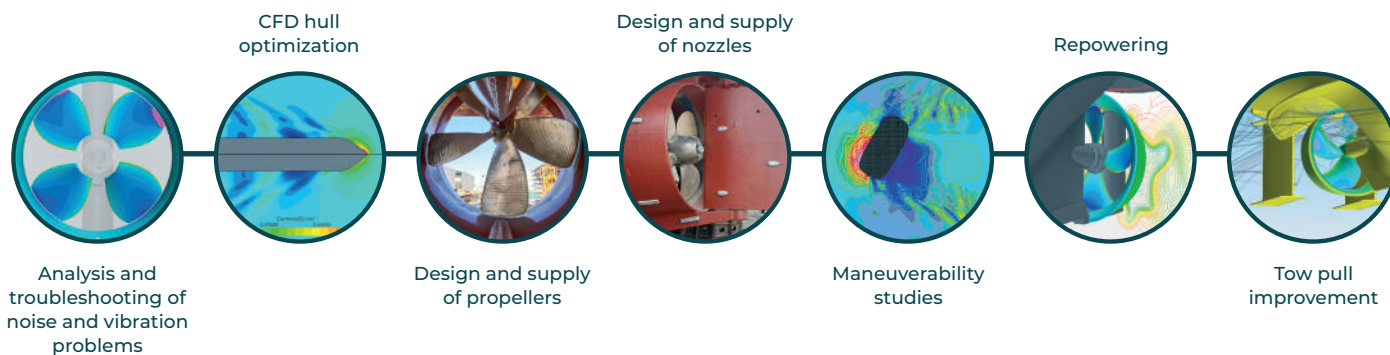 Analysis and
troubleshooting of
noise and vibration
problems
CFD hull
optimization
Design and supply
of propellers
Design and supply
of nozzles
Maneuverability
studies
Repowering
Tow pull
improvement